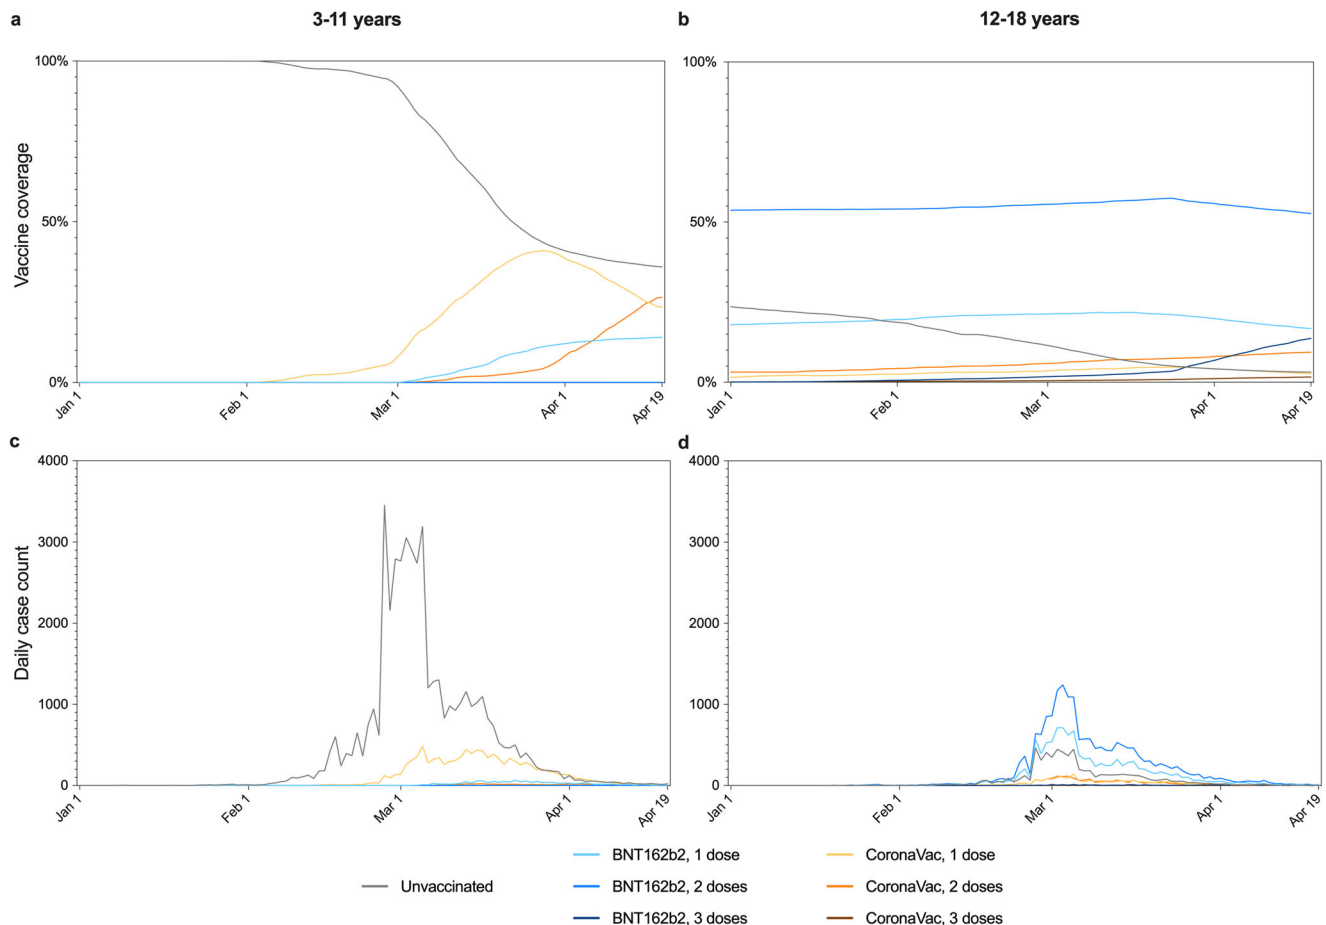 a
3-11 years
b
12-18 years
Vaccine coverage
100%
50%
0%
Jan 1
Feb 1
Mar 1
Apr 1
Apr 19
100%
50%
0%
Jan 1
Feb 1
Mar 1
Apr 1
Apr 19
c
d
Daily case count
4000
3000
2000
1000
0
Jan 1
Feb 1
Mar 1
Apr 1
Apr 19
4000
3000
2000
1000
0
Jan 1
Feb 1
Mar 1
Apr 1
Apr 19
Unvaccinated
BNT162b2, 1 dose
BNT162b2, 2 doses
BNT162b2, 3 doses
CoronaVac, 1 dose
CoronaVac, 2 doses
CoronaVac, 3 doses